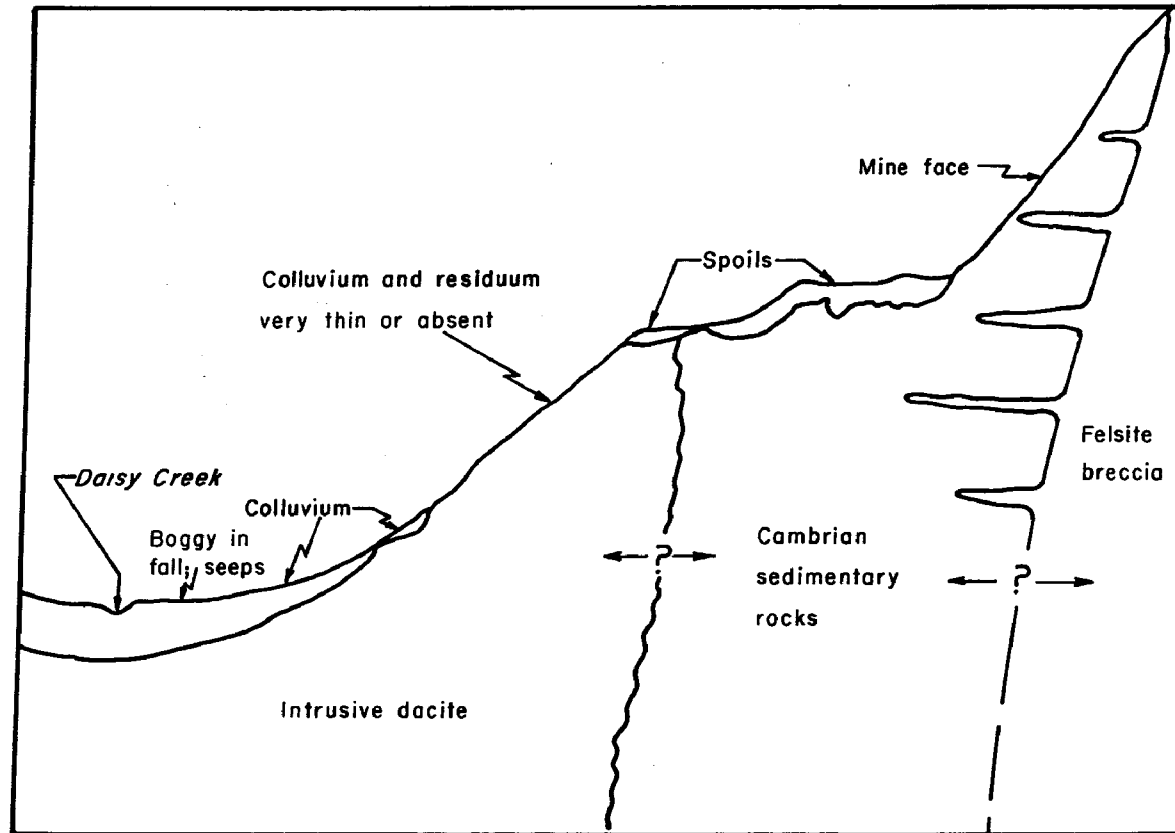 Mine face
Spoils
Colluvium and residuum
very thin or absent
Daisy Creek
Colluvium
Boggy in
fall; seeps
Felsite
breccia
?
Cambrian
sedimentary
rocks
?
Intrusive dacite